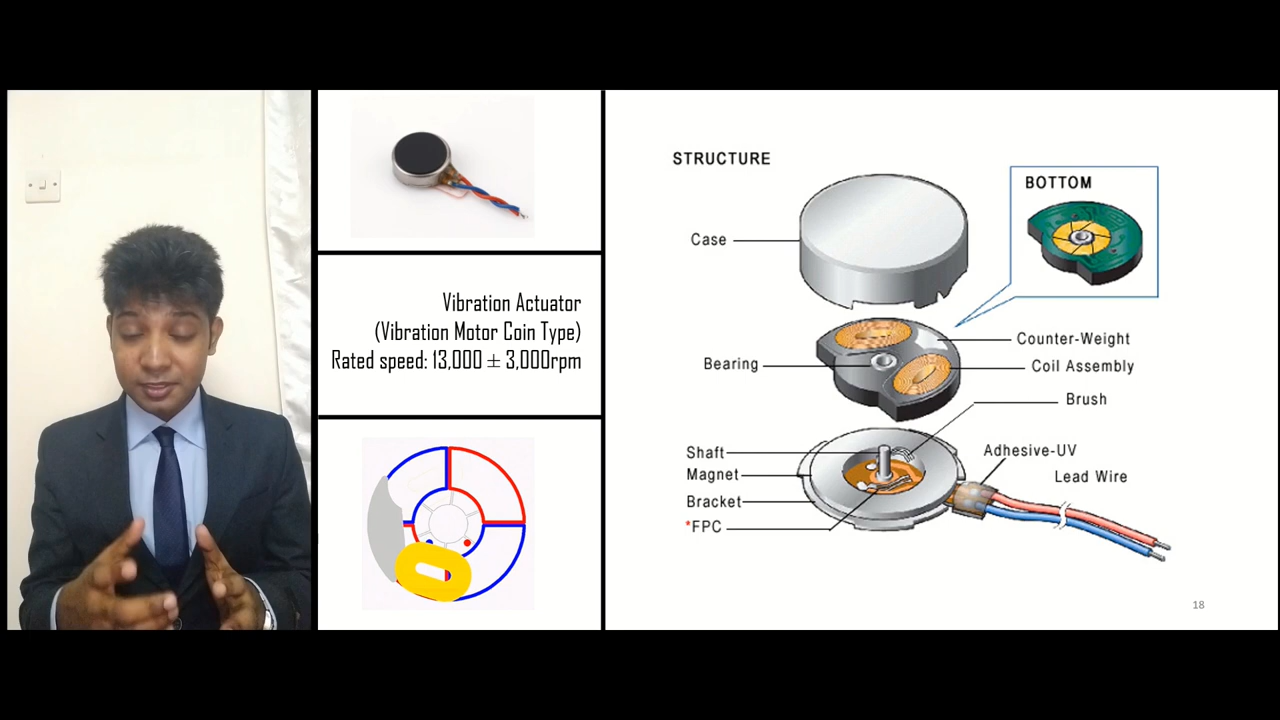 Vibration Actuator
(Vibration Motor Coin Type)
Rated speed: 13,000 ± 3,000rpm
STRUCTURE
BOTTOM
Case
Counter-Weight
Bearing
Coil Assembly
Brush
Shaft
Adhesive-UV
Magnet
Lead Wire
Bracket
*FPC
18